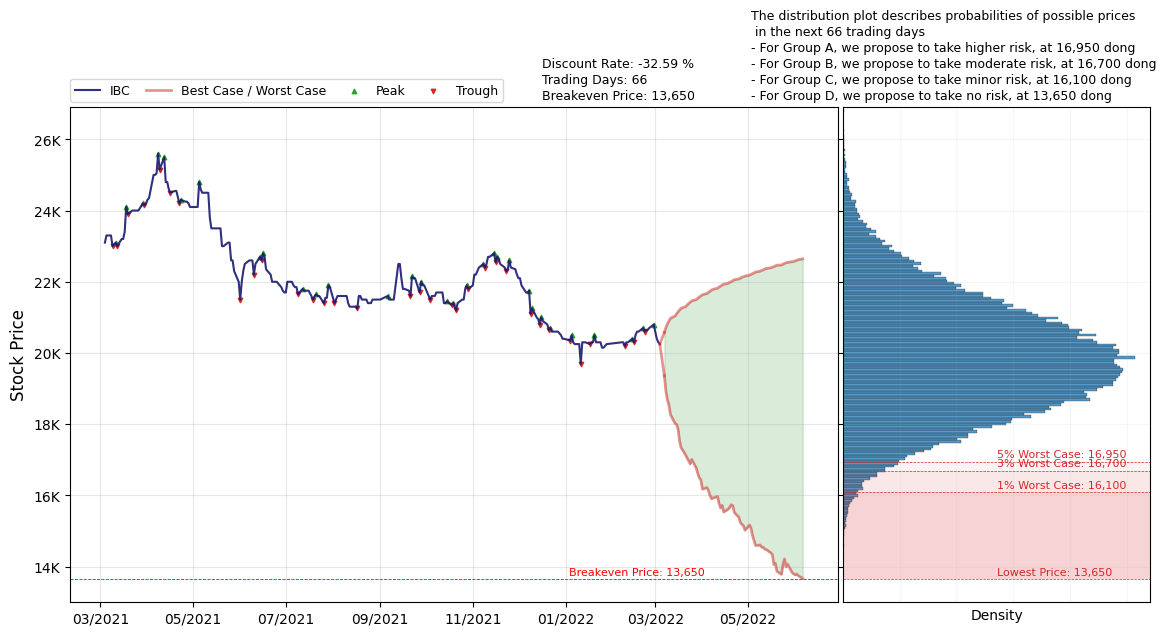 The distribution plot describes probabilities of possible prices
in the next 66 trading days
- For Group A, we propose to take higher risk, at 16,950 dong
- For Group B, we propose to take moderate risk, at 16,700 dong
- For Group C, we propose to take minor risk, at 16,100 dong
- For Group D, we propose to take no risk, at 13,650 dong
Discount Rate: -32.59 %
Trading Days: 66
Breakeven Price: 13,650
IBC Best Case / Worst Case Peak Trough
Stock Price
26K
24K
22K
20K
18K
16K
14K
Breakeven Price: 13,650
03/2021 05/2021 07/2021 09/2021 11/2021 01/2022 03/2022 05/2022
5% Worst Case: 16,950
3% Worst Case: 16,700
1% Worst Case: 16,100
Lowest Price: 13,650
Density